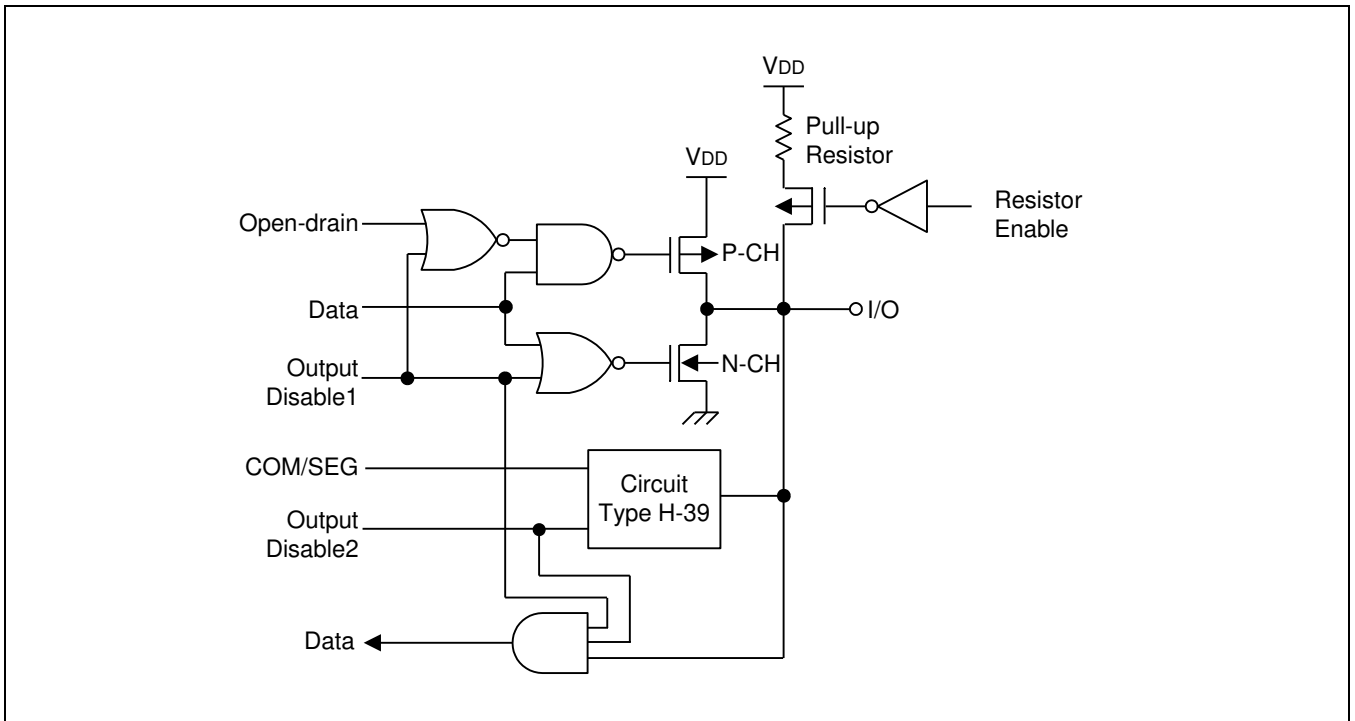 VDD
Pull-up
Resistor
VDD
Resistor
Enable
Open-drain
P-CH
Data
I/O
Output
Disable1
N-CH
COM/SEG
Circuit
Type H-39
Output
Disable2
Data